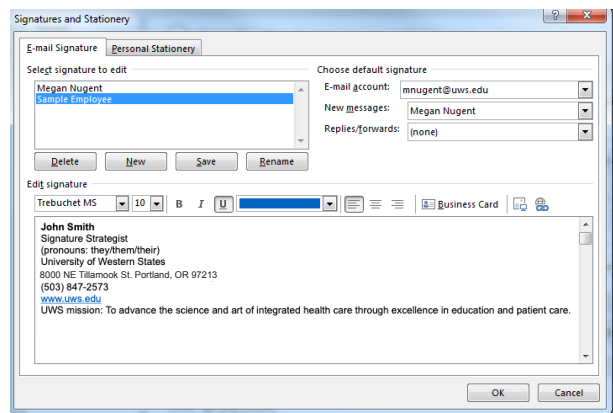 Signatures and Stationery
E-mail Signature Personal Stationery
Select signature to edit
Megan Nugent
Sample Employee
Delete New Save Rename
Choose default signature
E-mail account: mnugent@uws.edu
New messages: Megan Nugent
Replies/forwards: (none)
Edit signature
Trebuchet MS 10 B I U Business Card
John Smith
Signature Strategist
(pronouns: they/them/their)
University of Western States
8000 NE Tillamook St. Portland, OR 97213
(503) 847-2573
www.uws.edu
UWS mission: To advance the science and art of integrated health care through excellence in education and patient care.
OK Cancel